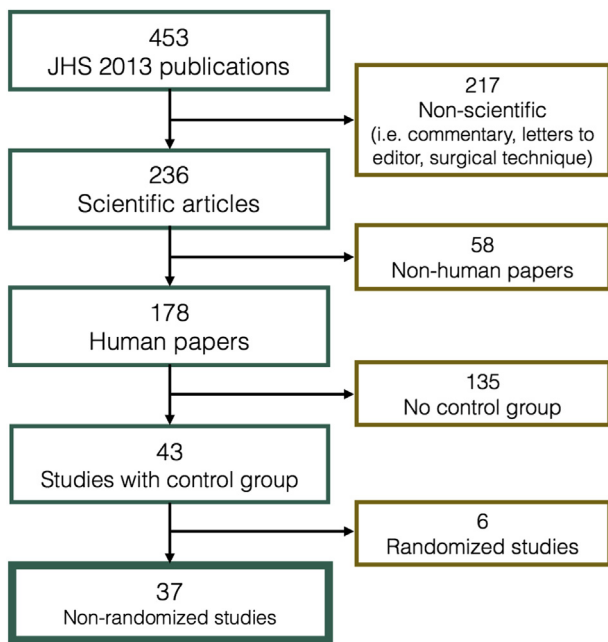 453
JHS 2013 publications
217
Non-scientific
(i.e. commentary, letters to
editor, surgical technique)
236
Scientific articles
58
Non-human papers
178
Human papers
135
No control group
43
Studies with control group
6
Randomized studies
37
Non-randomized studies